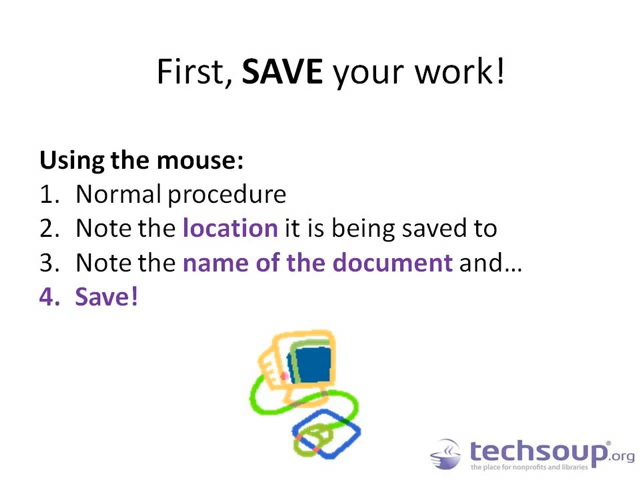 First, SAVE your work!
Using the mouse:
1. Normal procedure
2. Note the location it is being saved to
3. Note the name of the document and…
4. Save!
techsoup®.org
the place for nonprofits and libraries